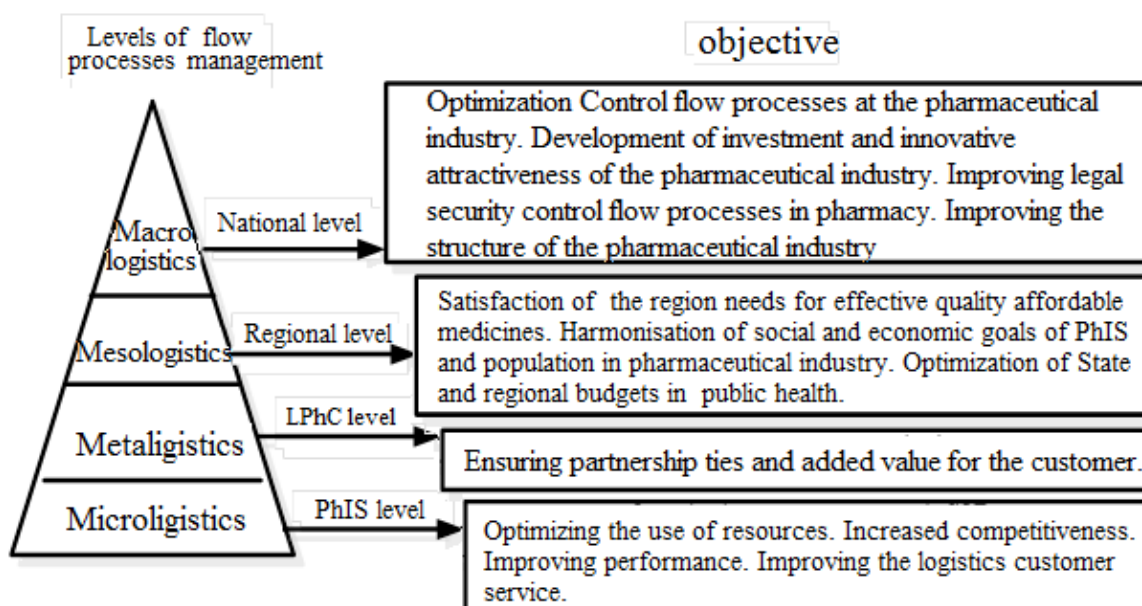 Levels of flow
processes management
objective
Optimization Control flow processes at the pharmaceutical
industry. Development of investment and innovative
attractiveness of the pharmaceutical industry. Improving legal
security control flow processes in pharmacy. Improving the
structure of the pharmaceutical industry
Macro
logistics
National level
Satisfaction of the region needs for effective quality affordable
medicines. Harmonisation of social and economic goals of PhIS
and population in pharmaceutical industry. Optimization of State
and regional budgets in public health.
Mesologistics
Regional level
Metaligistics
LPhC level
Ensuring partnership ties and added value for the customer.
Microligistics
PhIS level
Optimizing the use of resources. Increased competitiveness.
Improving performance. Improving the logistics customer
service.